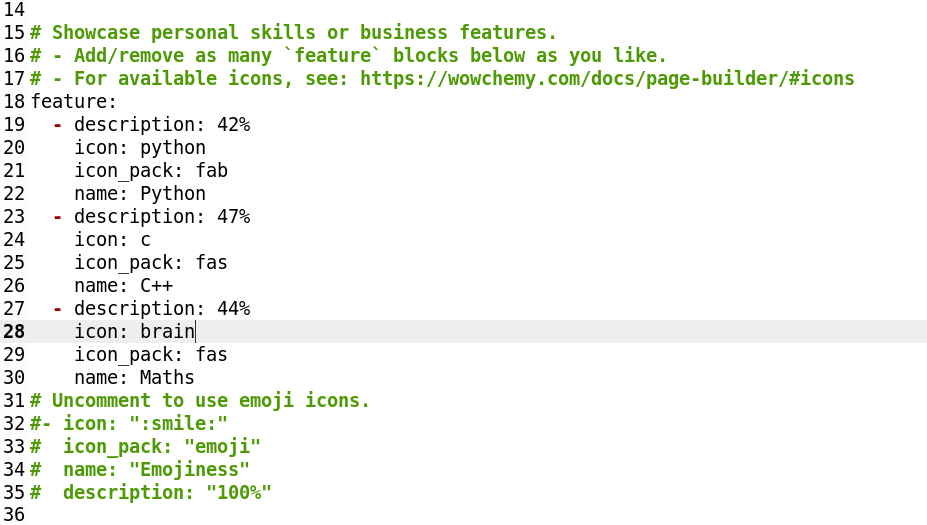 14
15 # Showcase personal skills or business features.
16 # - Add/remove as many `feature` blocks below as you like.
17 # - For available icons, see: https://wowchemy.com/docs/page-builder/#icons
18 feature:
19   - description: 42%
20     icon: python
21     icon_pack: fab
22     name: Python
23   - description: 47%
24     icon: c
25     icon_pack: fas
26     name: C++
27   - description: 44%
28     icon: brain
29     icon_pack: fas
30     name: Maths
31 # Uncomment to use emoji icons.
32 #- icon: ":smile:"
33 #  icon_pack: "emoji"
34 #  name: "Emojiness"
35 #  description: "100%"
36